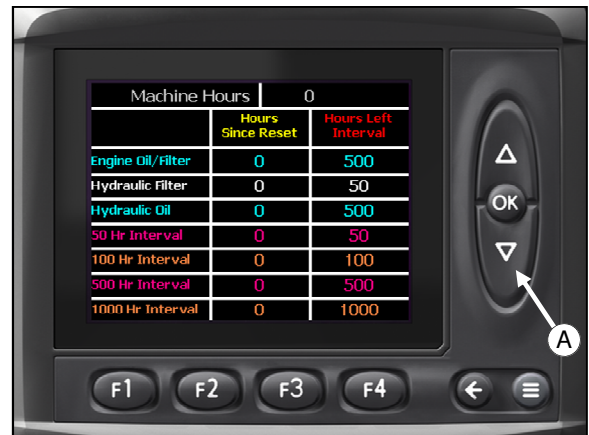 Machine Hours 0
Hours Since Reset Hours Left Interval
Engine Oil/Filter 0 500
Hydraulic Filter 0 50
Hydraulic Oil 0 500
50 Hr Interval 0 50
100 Hr Interval 0 100
500 Hr Interval 0 500
1000 Hr Interval 0 1000
OK
A
F1 F2 F3 F4